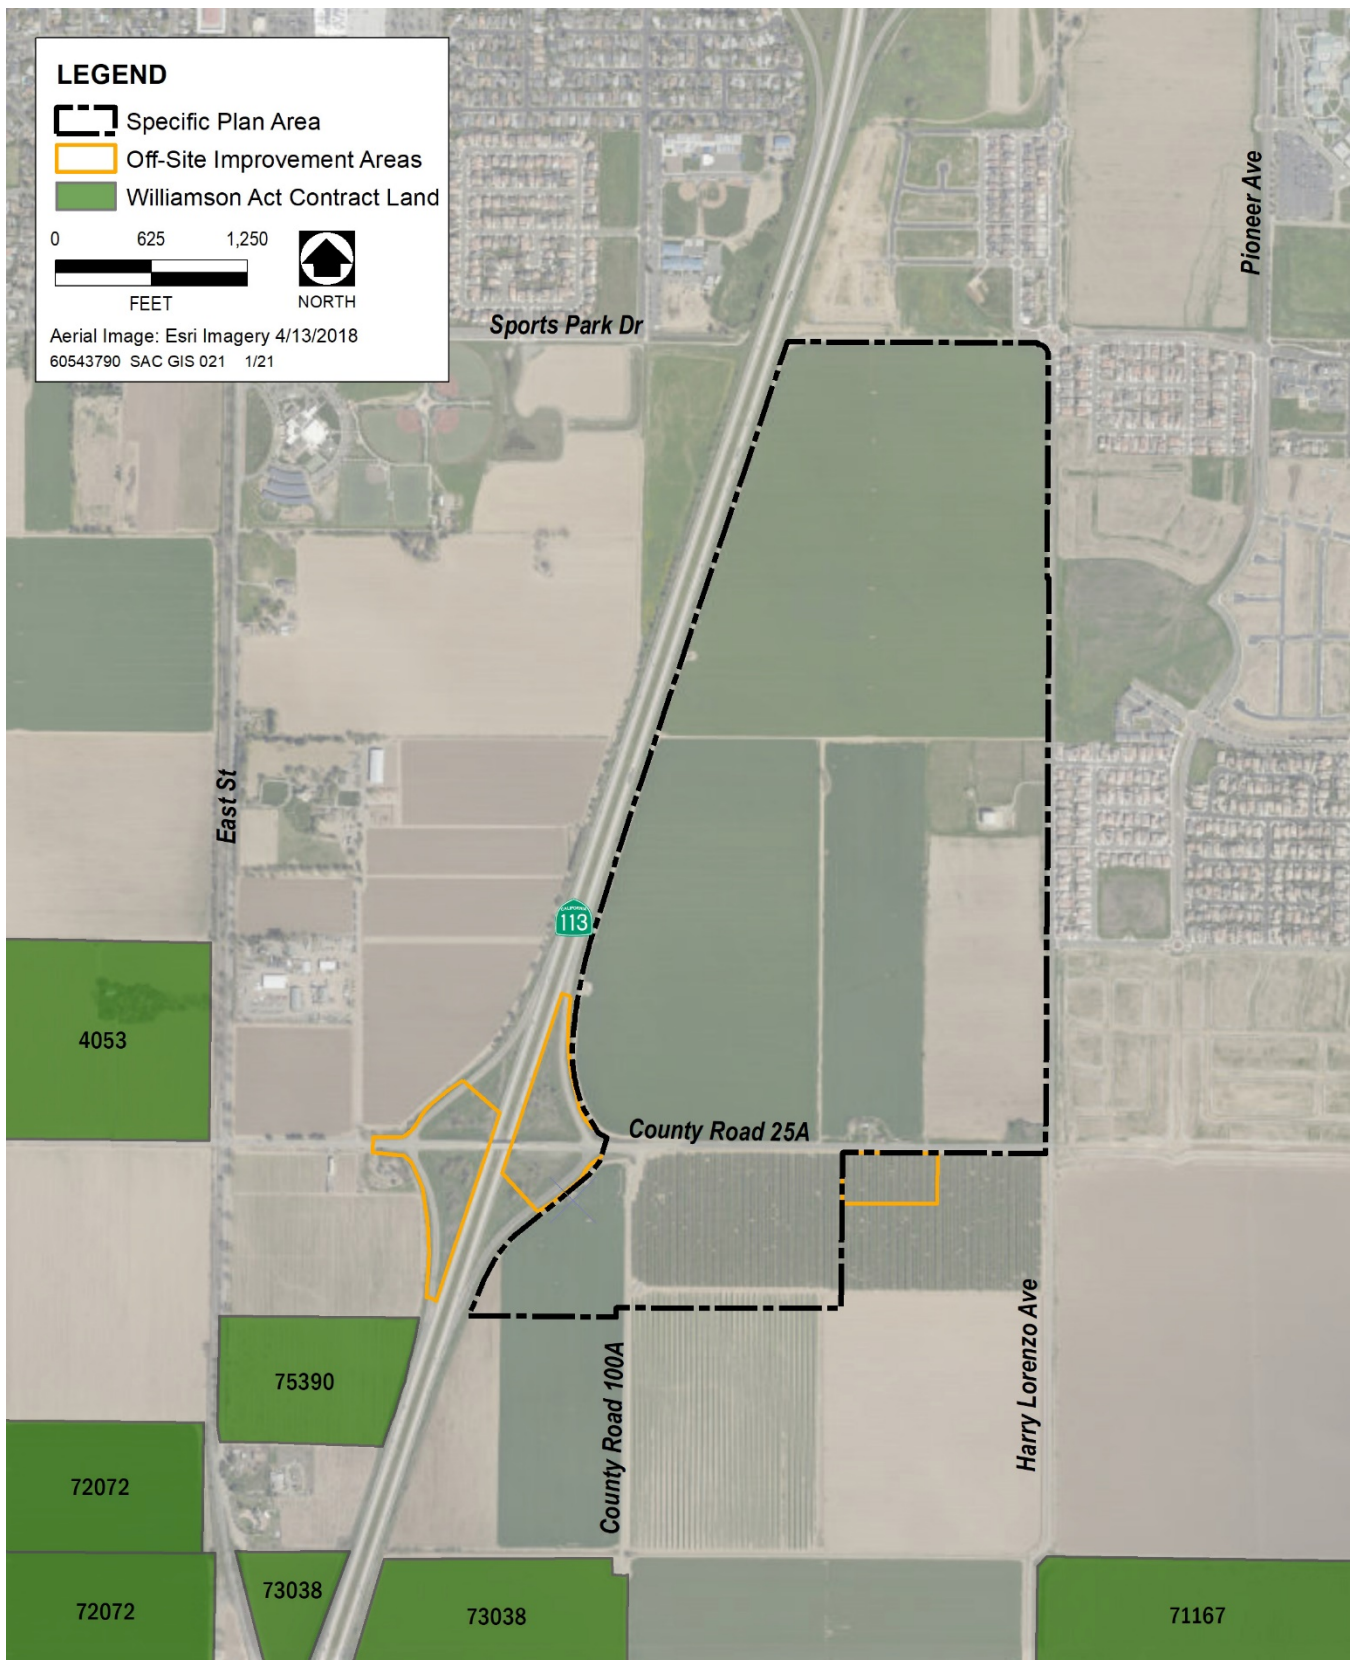 LEGEND
Specific Plan Area
Off-Site Improvement Areas
Williamson Act Contract Land
0 625 1,250
FEET
NORTH
Aerial Image: Esri Imagery 4/13/2018
60543790 SAC GIS 021 1/21
Pioneer Ave
Sports Park Dr
East St
CALIFORNIA
113
4053
County Road 25A
75390
County Road 100A
Harry Lorenzo Ave
72072
73038
72072
73038
71167